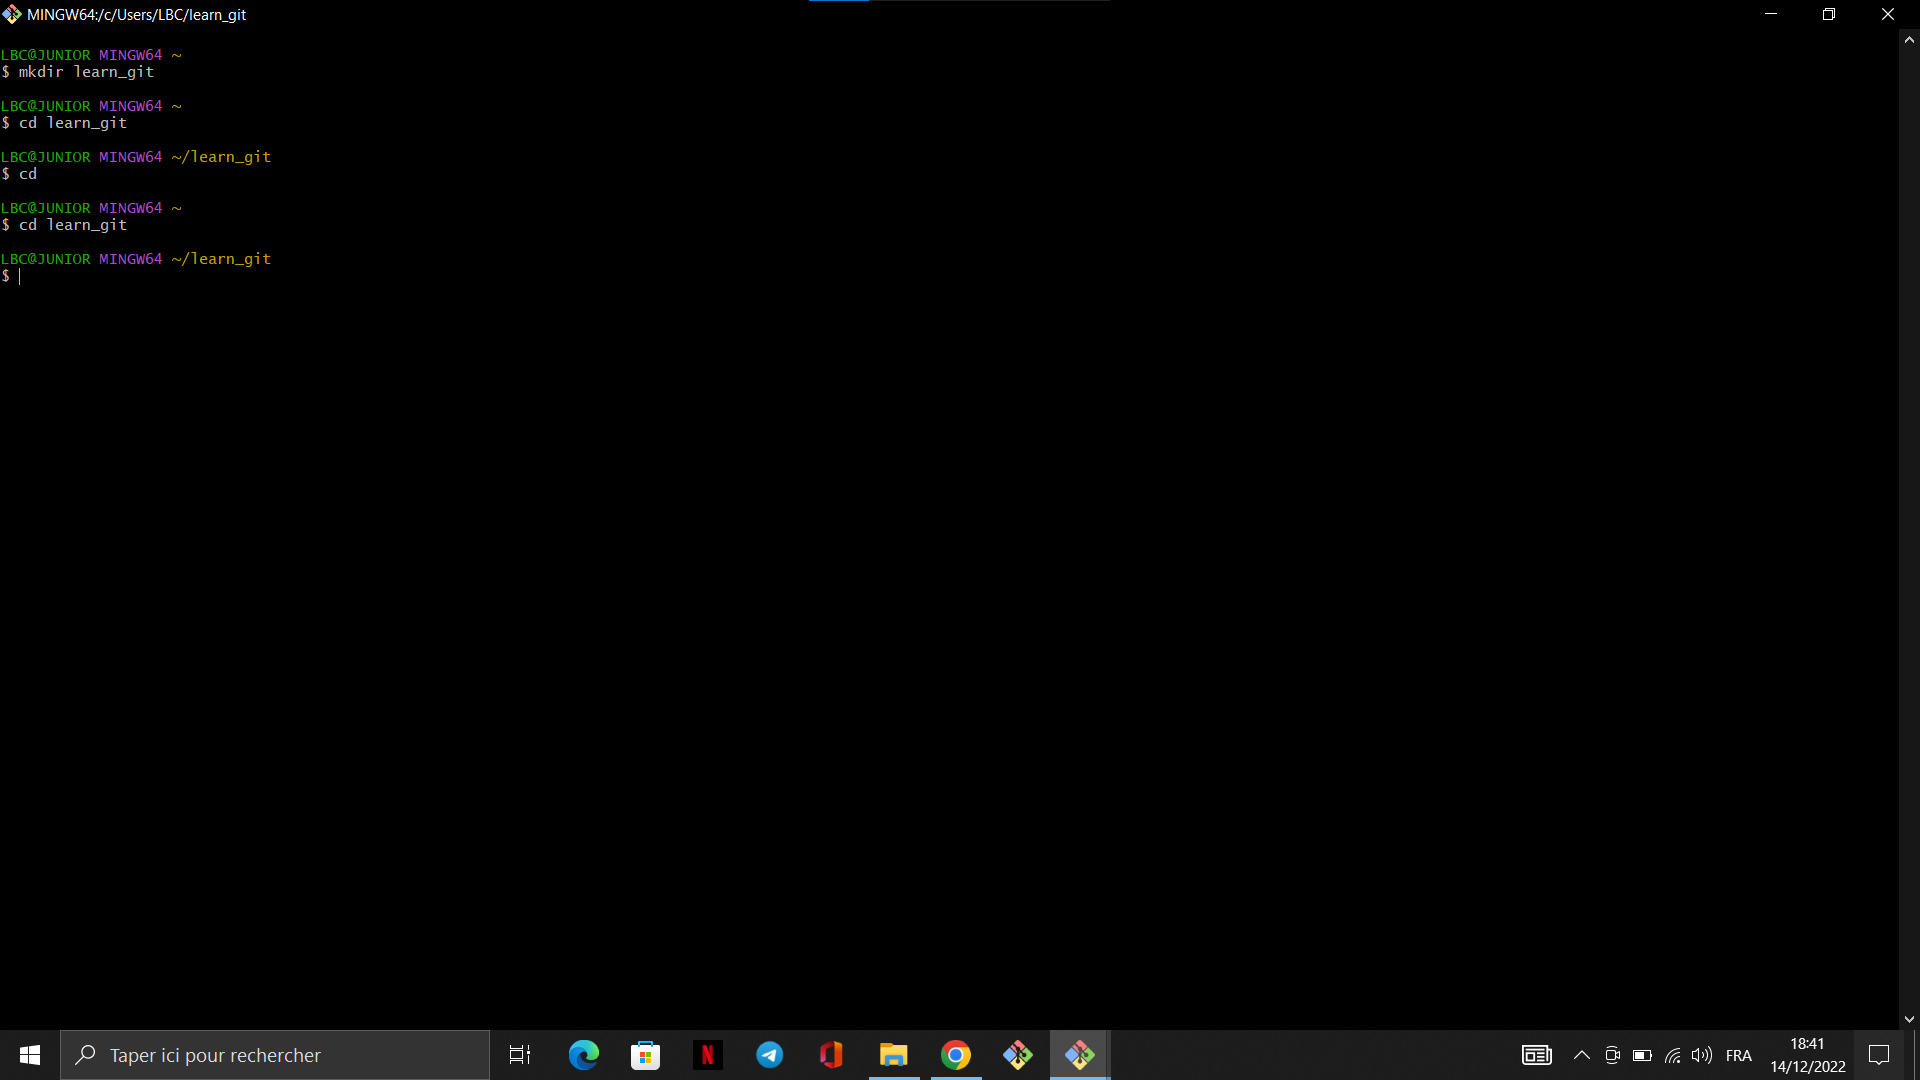 MINGW64:/c/Users/LBC/learn_git
LBC@JUNIOR MINGW64 ~
$ mkdir learn_git
LBC@JUNIOR MINGW64 ~
$ cd learn_git
LBC@JUNIOR MINGW64 ~/learn_git
$ cd
LBC@JUNIOR MINGW64 ~
$ cd learn_git
LBC@JUNIOR MINGW64 ~/learn_git
$
Taper ici pour rechercher
N
FRA
18:41
14/12/2022